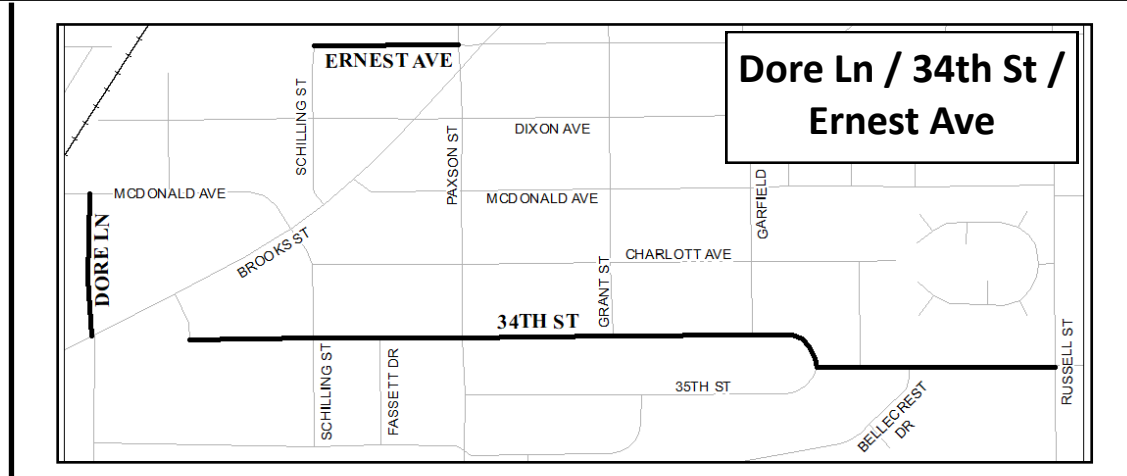 Dore Ln / 34th St /
Ernest Ave
ERNEST AVE
SCHILLING ST
DIXON AVE
PAXSON ST
MCDONALD AVE
MCDONALD AVE
GARFIELD
DORE LN
BROOKS ST
CHARLOTT AVE
GRANT ST
34TH ST
RUSSELL ST
SCHILLING ST
FASSETT DR
35TH ST
BELLECREST
DR